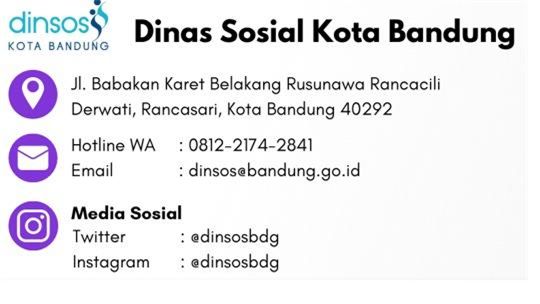 dinsos
KOTA BANDUNG
Dinas Sosial Kota Bandung
Jl. Babakan Karet Belakang Rusunawa Rancacili
Derwati, Rancasari, Kota Bandung 40292
Hotline WA : 0812-2174-2841
Email : dinsos@bandung.go.id
Media Sosial
Twitter : @dinsosbdg
Instagram : @dinsosbdg